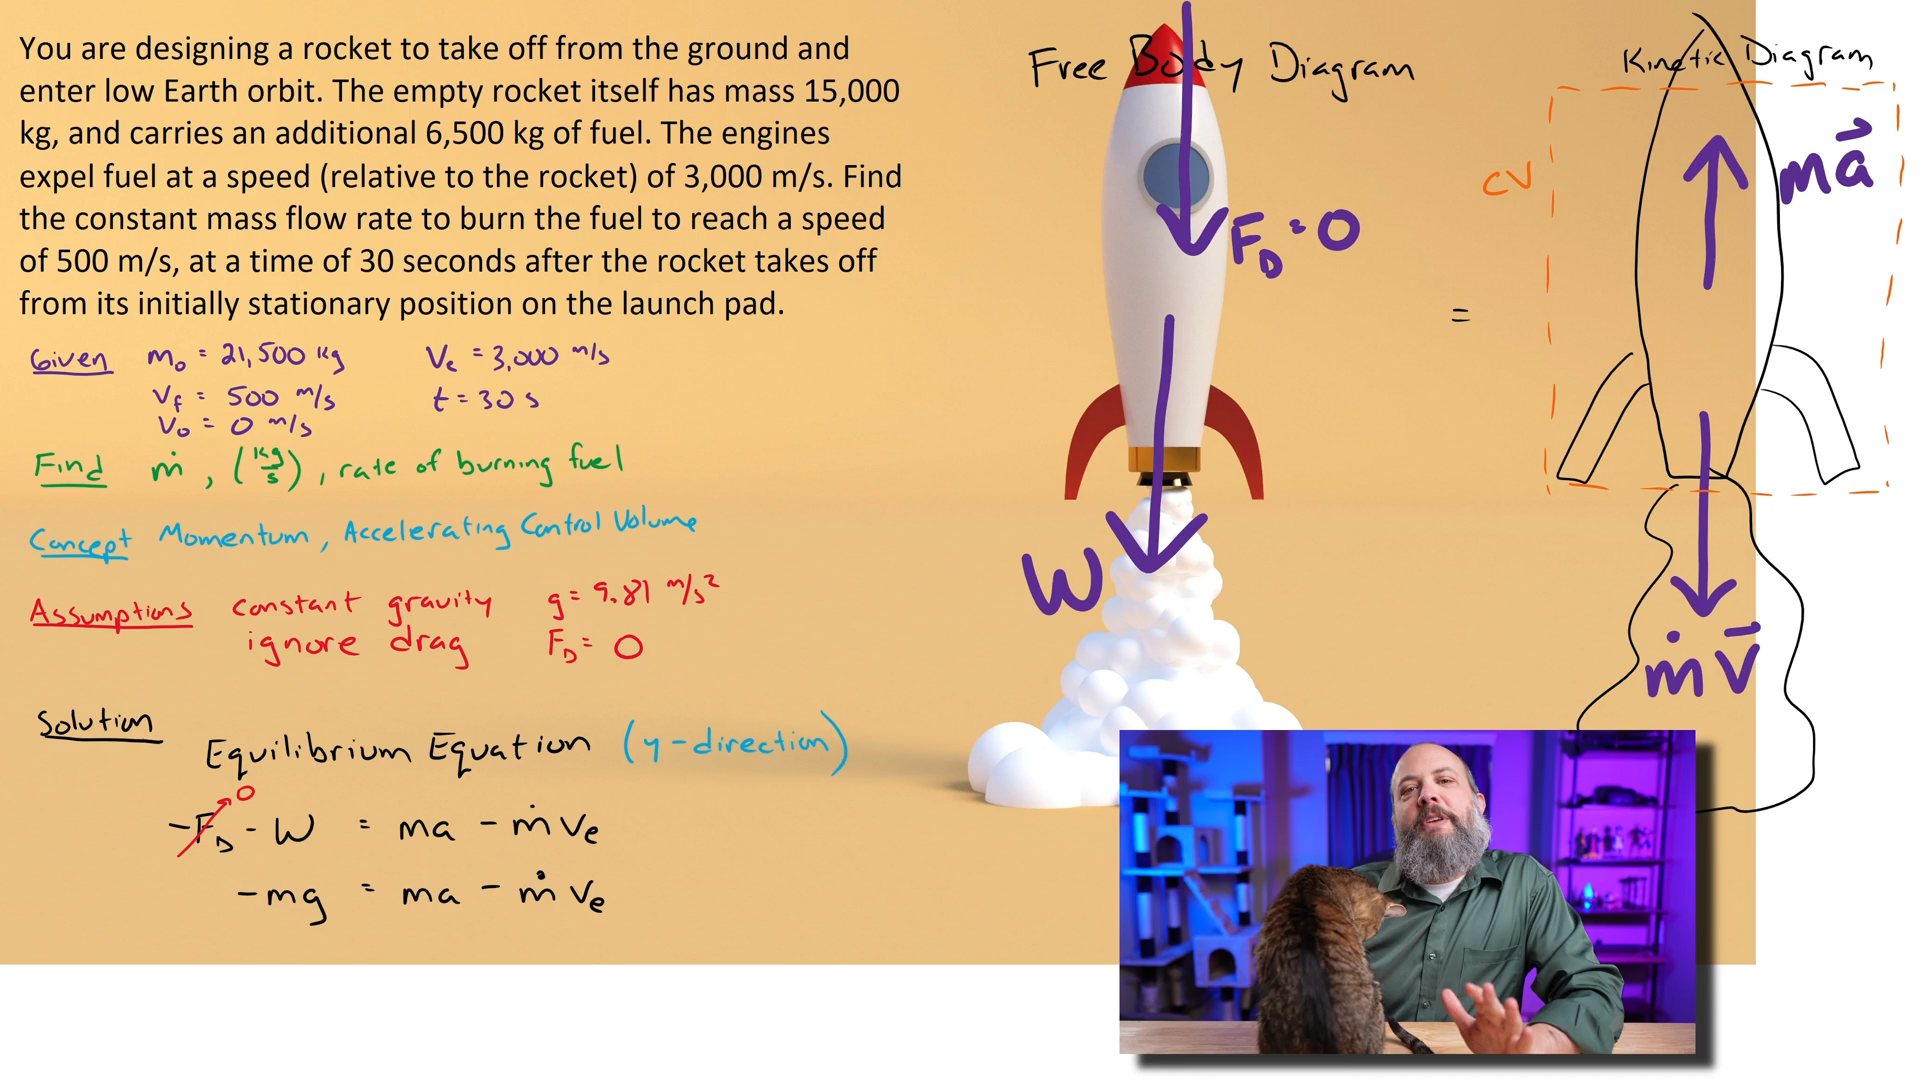 You are designing a rocket to take off from the ground and
enter low Earth orbit. The empty rocket itself has mass 15,000
kg, and carries an additional 6,500 kg of fuel. The engines
expel fuel at a speed (relative to the rocket) of 3,000 m/s. Find
the constant mass flow rate to burn the fuel to reach a speed
of 500 m/s, at a time of 30 seconds after the rocket takes off
from its initially stationary position on the launch pad.
Given m₀ = 21,500 kg Ve = 3,000 m/s
Vf = 500 m/s t = 30 s
V₀ = 0 m/s
Find ṁ, (kg/s), rate of burning fuel
Concept Momentum, Accelerating Control Volume
Assumptions constant gravity g = 9.81 m/s²
ignore drag F_D = 0
Solution
Equilibrium Equation (y-direction)
0
-F_D - W = ma - ṁ Ve
-mg = ma - ṁ Ve
Free Body Diagram
F_D = 0
W
=
Kinetic Diagram
CV
ma⃗
ṁ v⃗